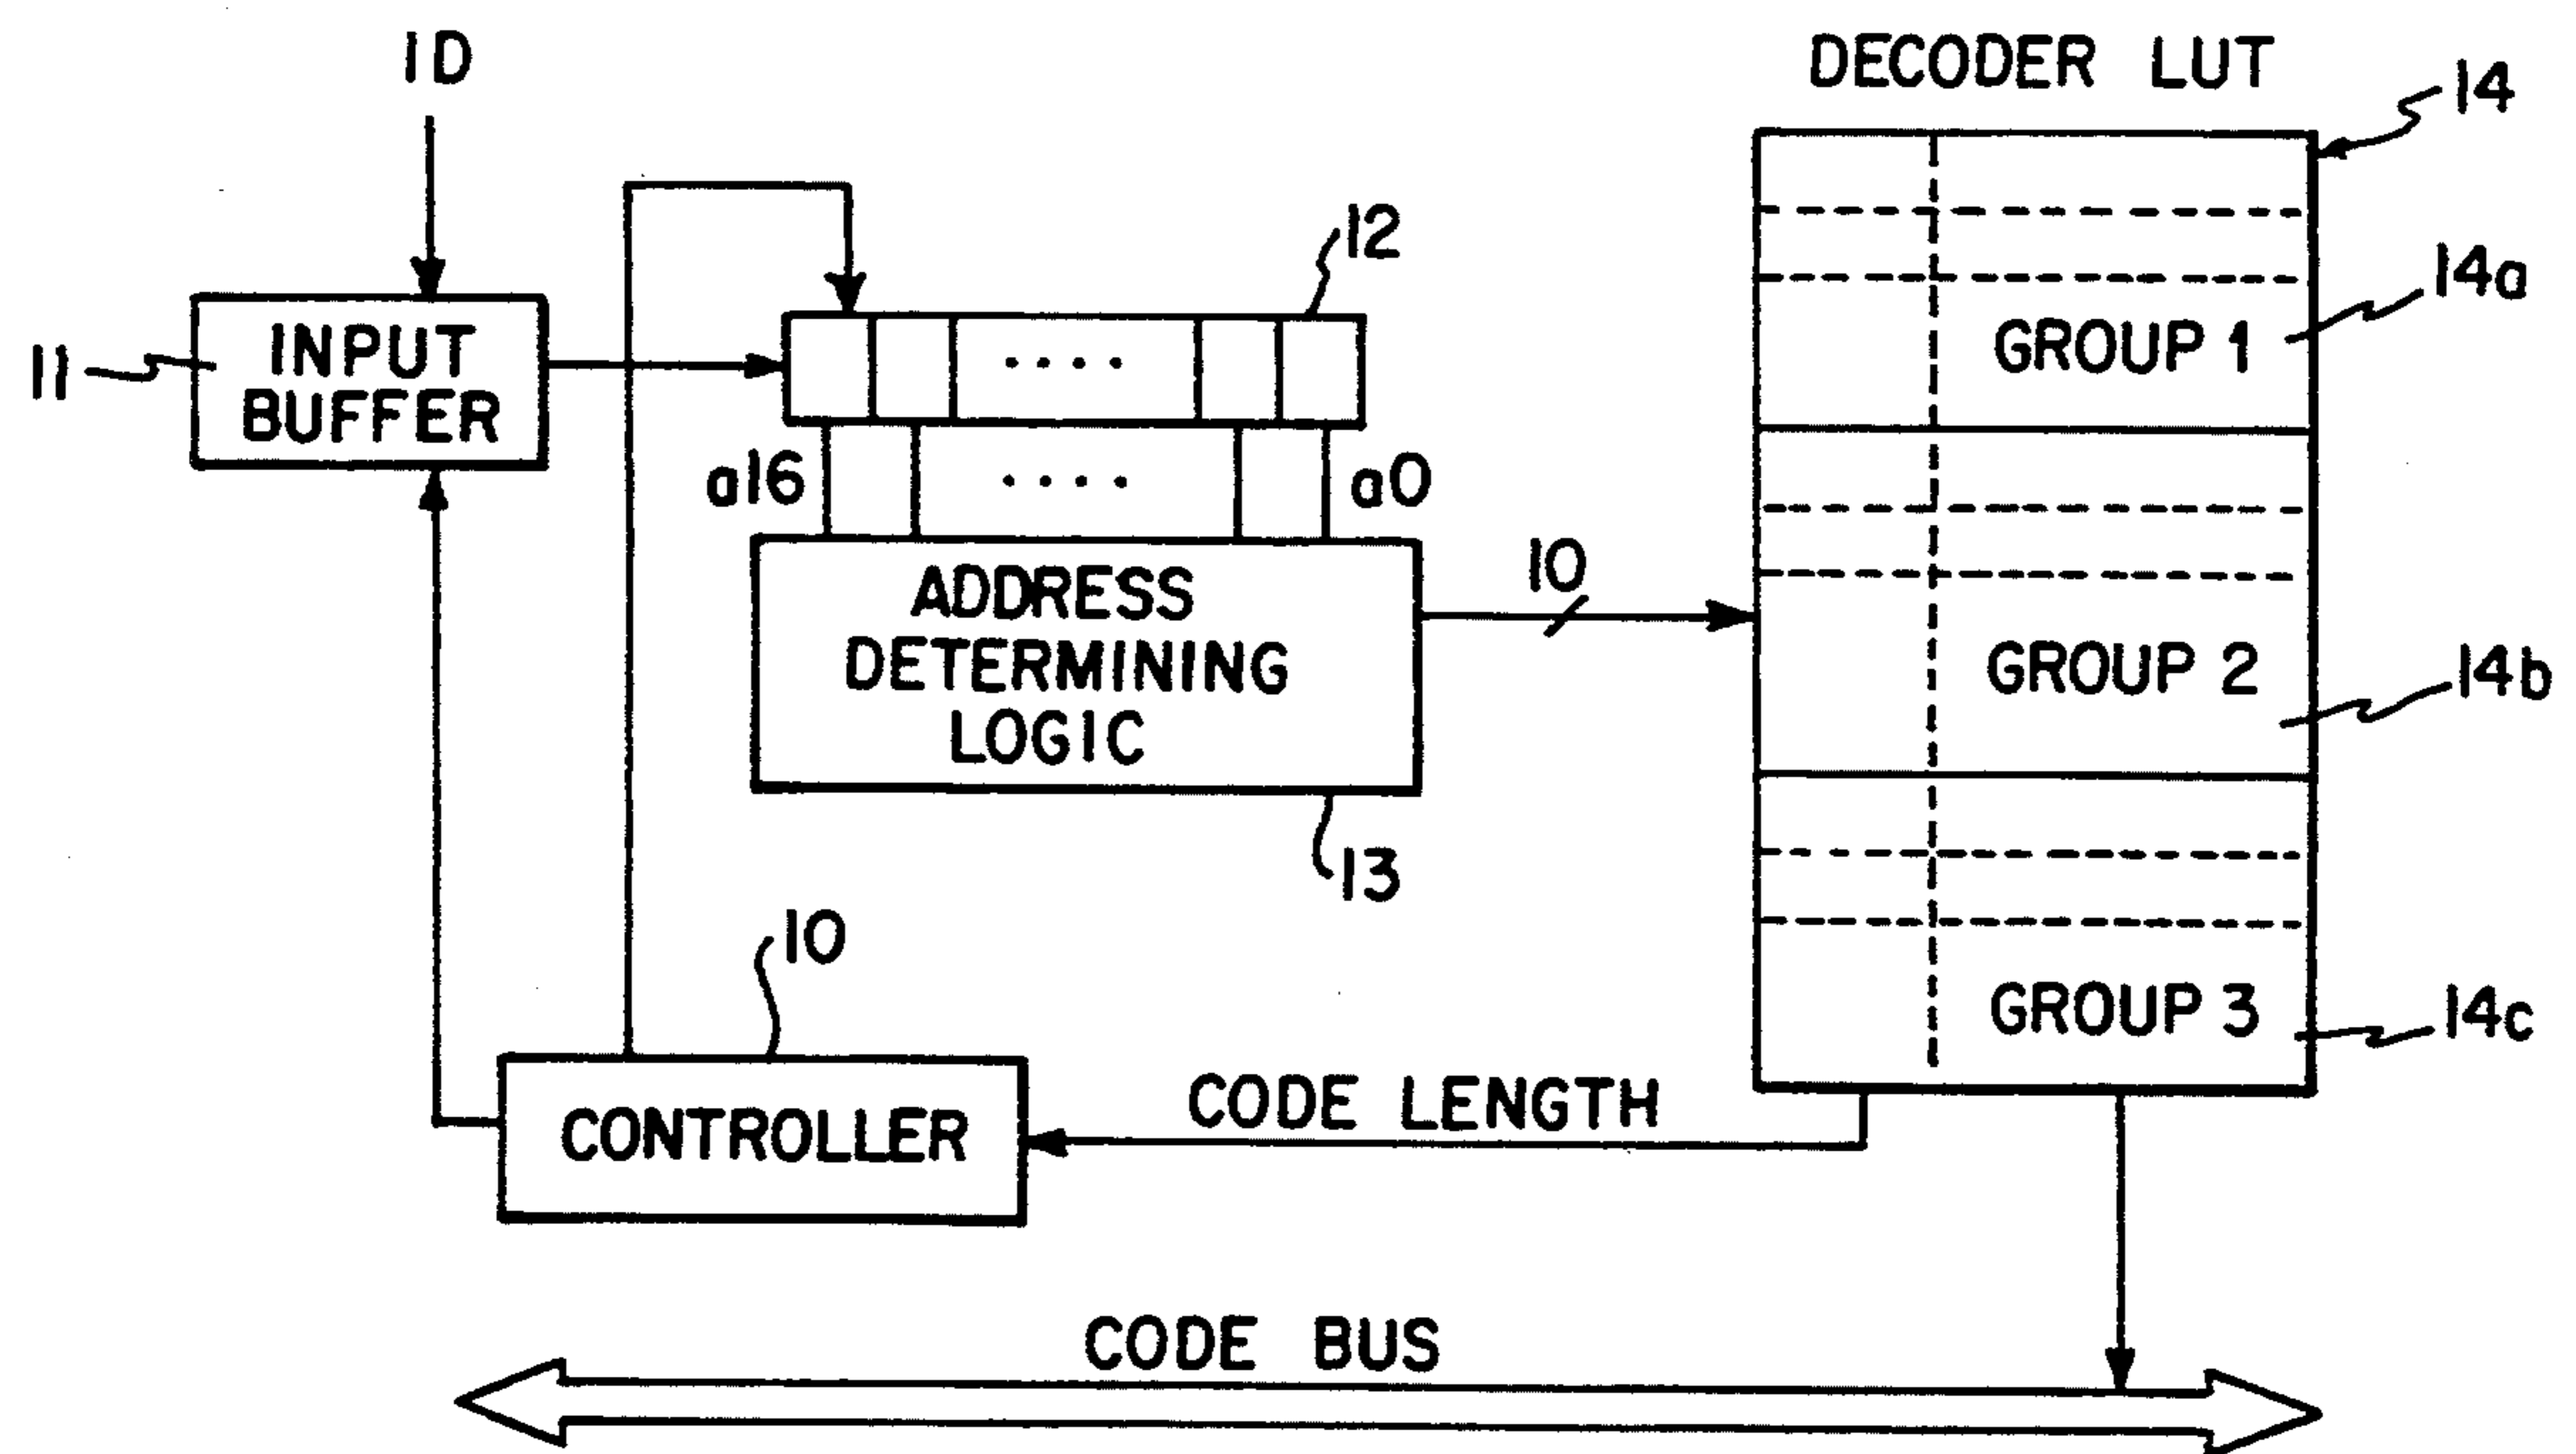 1D
DECODER LUT
14
12
14a
11
INPUT
BUFFER
. . . .
GROUP 1
a16
. . . .
a0
10
ADDRESS
DETERMINING
LOGIC
GROUP 2
14b
13
10
GROUP 3
14c
CONTROLLER
CODE LENGTH
CODE BUS